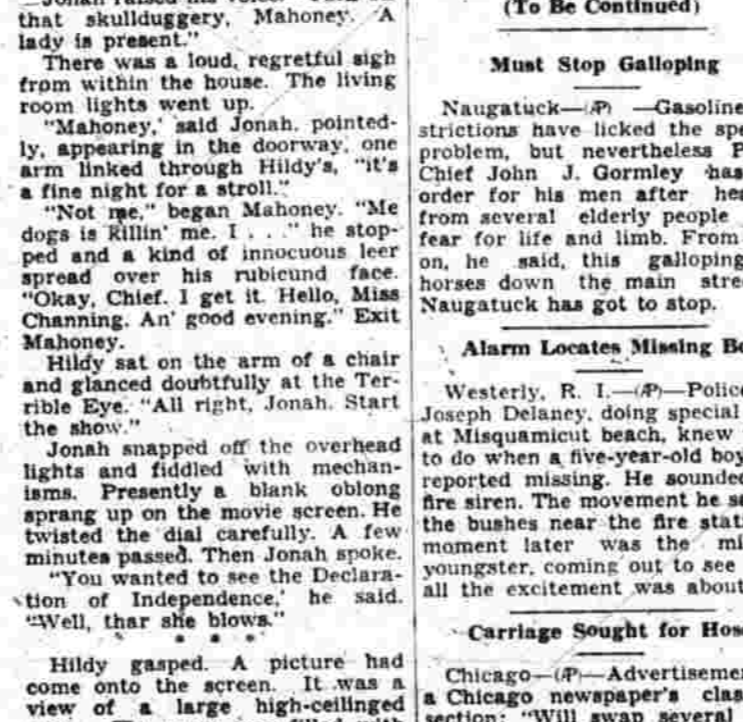 that skullduggery, Mahoney. A
lady is present."
There was a loud, regretful sigh
from within the house. The living
room lights went up.
"Mahoney,' said Jonah, pointed-
ly, appearing in the doorway, one
arm linked through Hildy's, "it's
a fine night for a stroll."
"Not me," began Mahoney. "Me
dogs is killin' me. I . . ." he stop-
ped and a kind of innocuous leer
spread over his rubicund face.
"Okay, Chief. I get it. Hello, Miss
Channing. An' good evening." Exit
Mahoney.
Hildy sat on the arm of a chair
and glanced doubtfully at the Ter-
rible Eye. "All right, Jonah. Start
the show."
Jonah snapped off the overhead
lights and fiddled with mechan-
isms. Presently a blank oblong
sprang up on the movie screen. He
twisted the dial carefully. A few
minutes passed. Then Jonah spoke.
"You wanted to see the Declara-
tion of Independence,' he said.
"Well, thar she blows."
* * *
Hildy gasped. A picture had
come onto the screen. It was a
view of a large high-ceilinged
(To Be Continued)
Must Stop Galloping
Naugatuck—(AP)—Gasoline
strictions have licked the spe
problem, but nevertheless P
Chief John J. Gormley has
order for his men after hea
from several elderly people
fear for life and limb. From
on, he said, this galloping
horses down the main stre
Naugatuck has got to stop.
Alarm Locates Missing Bo
Westerly, R. I.—(AP)—Police
Joseph Delaney, doing special
at Misquamicut beach, knew
to do when a five-year-old boy
reported missing. He sounded
fire siren. The movement he s
the bushes near the fire stat
moment later was the mi
youngster, coming out to see
all the excitement was about
Carriage Sought for Hos
Chicago—(AP)—Advertisemen
a Chicago newspaper's clas
section: "Will swap several